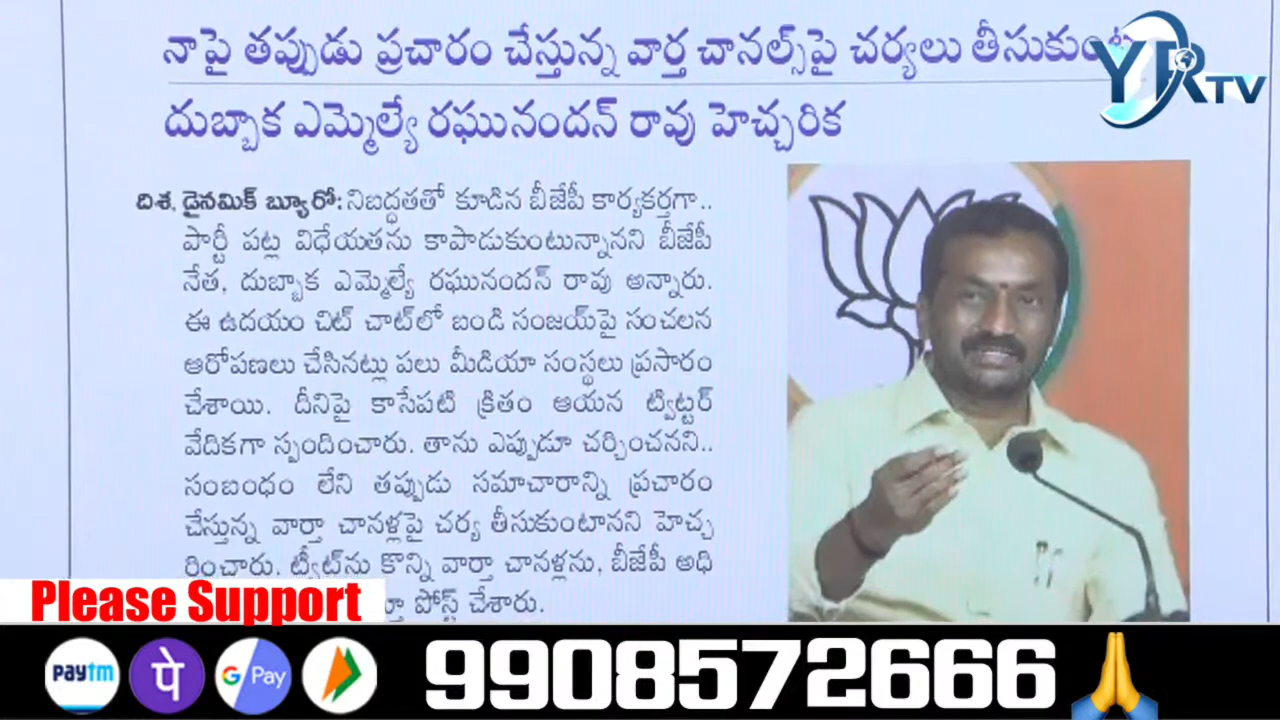 నాపై తప్పుడు ప్రచారం చేస్తున్న వార్త చానల్స్‌పై చర్యలు
YR TV
దుబ్బాక ఎమ్మెల్యే రఘునందన్ రావు హెచ్చరిక
దిశ, డైనమిక్ బ్యూరో: నిబద్ధతతో కూడిన బీజేపీ కార్యకర్తగా..
పార్టీ పట్ల విధేయతను కాపాడుకుంటున్నానని బీజేపీ
నేత, దుబ్బాక ఎమ్మెల్యే రఘునందన్ రావు అన్నారు.
ఈ ఉదయం చిట్ చాట్‌లో బండి సంజయ్‌పై సంచలన
ఆరోపణలు చేసినట్లు పలు మీడియా సంస్థలు ప్రసారం
చేశాయి. దీనిపై కాసేపటి క్రితం ఆయన ట్విట్టర్
వేదికగా స్పందించారు. తాను ఎప్పుడూ చర్చించనని..
సంబంధం లేని తప్పుడు సమాచారాన్ని ప్రచారం
చేస్తున్న వార్తా చానళ్లపై చర్య తీసుకుంటానని హెచ్చ
రించారు. ట్వీట్‌ను కొన్ని వార్తా చానళ్లను, బీజేపీ అధి
పోస్ట్ చేశారు.
Please Support
paytm పే G Pay 9908572666